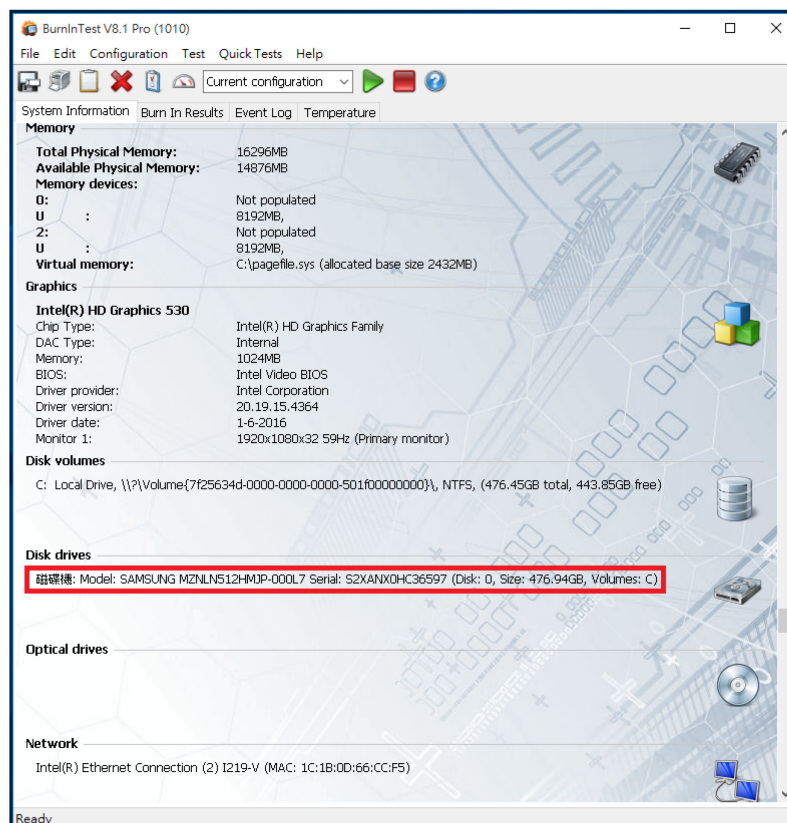 BurnInTest V8.1 Pro (1010)
File Edit Configuration Test Quick Tests Help
Current configuration
System Information Burn In Results Event Log Temperature
Memory
Total Physical Memory: 16296MB
Available Physical Memory: 14876MB
Memory devices:
0: Not populated
U : 8192MB,
2: Not populated
U : 8192MB,
Virtual memory: C:\pagefile.sys (allocated base size 2432MB)
Graphics
Intel(R) HD Graphics 530
Chip Type: Intel(R) HD Graphics Family
DAC Type: Internal
Memory: 1024MB
BIOS: Intel Video BIOS
Driver provider: Intel Corporation
Driver version: 20.19.15.4364
Driver date: 1-6-2016
Monitor 1: 1920x1080x32 59Hz (Primary monitor)
Disk volumes
C: Local Drive, \\?\Volume{7f25634d-0000-0000-0000-501f00000000}\, NTFS, (476.45GB total, 443.85GB free)
Disk drives
磁碟機: Model: SAMSUNG MZNLN512HMJP-000L7 Serial: S2XANX0HC36597 (Disk: 0, Size: 476.94GB, Volumes: C)
Optical drives
Network
Intel(R) Ethernet Connection (2) I219-V (MAC: 1C:1B:0D:66:CC:F5)
Ready